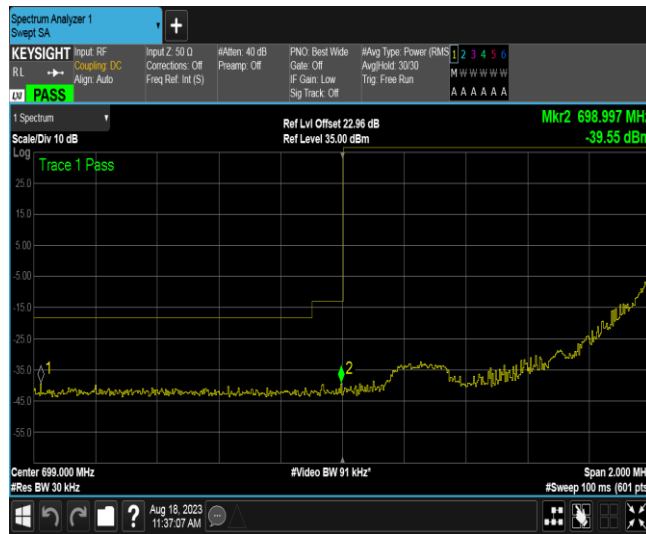 Spectrum Analyzer 1
Swept SA
+
KEYSIGHT
RL
LXI PASS
Input: RF
Coupling: DC
Align: Auto
Input Z: 50 Ω
Corrections: Off
Freq Ref: Int (S)
#Atten: 40 dB
Preamp: Off
PNO: Best Wide
Gate: Off
IF Gain: Low
Sig Track: Off
#Avg Type: Power (RMS
Avg|Hold: 30/30
Trig: Free Run
1 2 3 4 5 6
M W W W W W
A A A A A A
1 Spectrum
Scale/Div 10 dB
Ref Lvl Offset 22.96 dB
Ref Level 35.00 dBm
Mkr2 698.997 MHz
-39.55 dBm
Log
Trace 1 Pass
25.0
15.0
5.00
-5.00
-15.0
-25.0
-35.0
-45.0
-55.0
1
2
Center 699.000 MHz
#Res BW 30 kHz
#Video BW 91 kHz*
Span 2.000 MH
#Sweep 100 ms (601 pts
?
Aug 18, 2023
11:37:07 AM